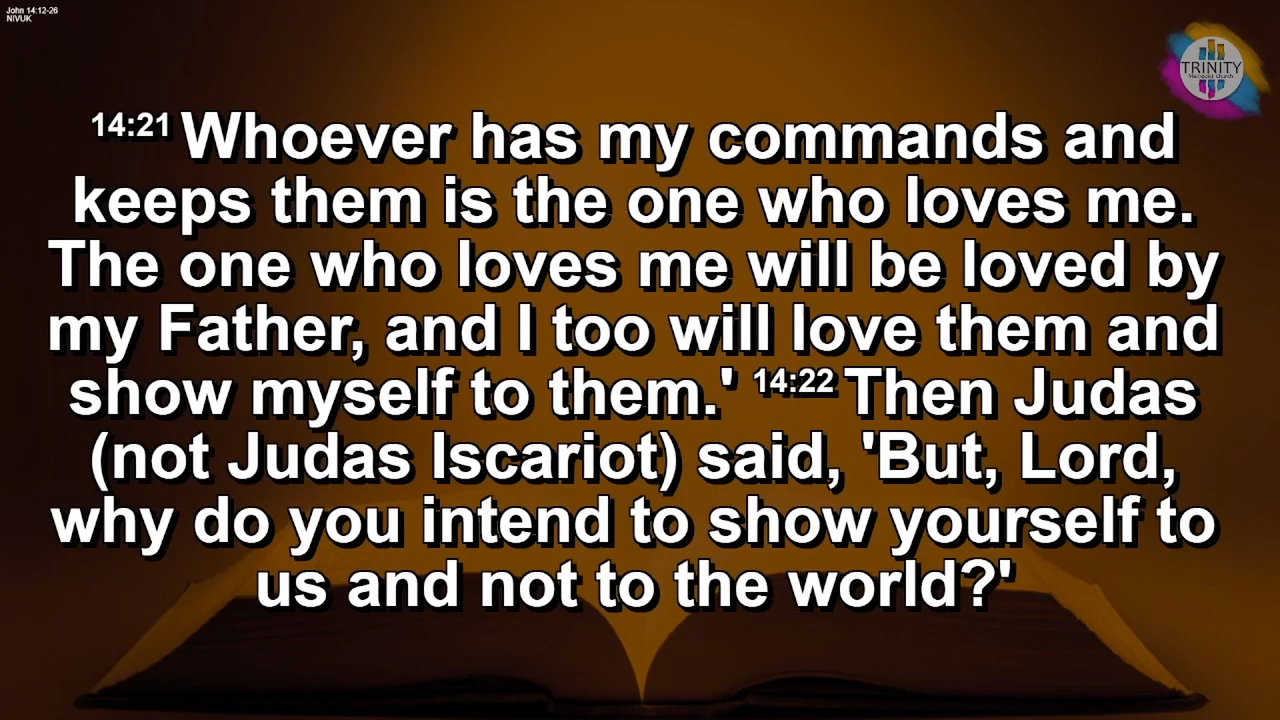 John 14:12-26
NIVUK
TRINITY
Methodist church
14:21 Whoever has my commands and
keeps them is the one who loves me.
The one who loves me will be loved by
my Father, and I too will love them and
show myself to them.' 14:22 Then Judas
(not Judas Iscariot) said, 'But, Lord,
why do you intend to show yourself to
us and not to the world?'